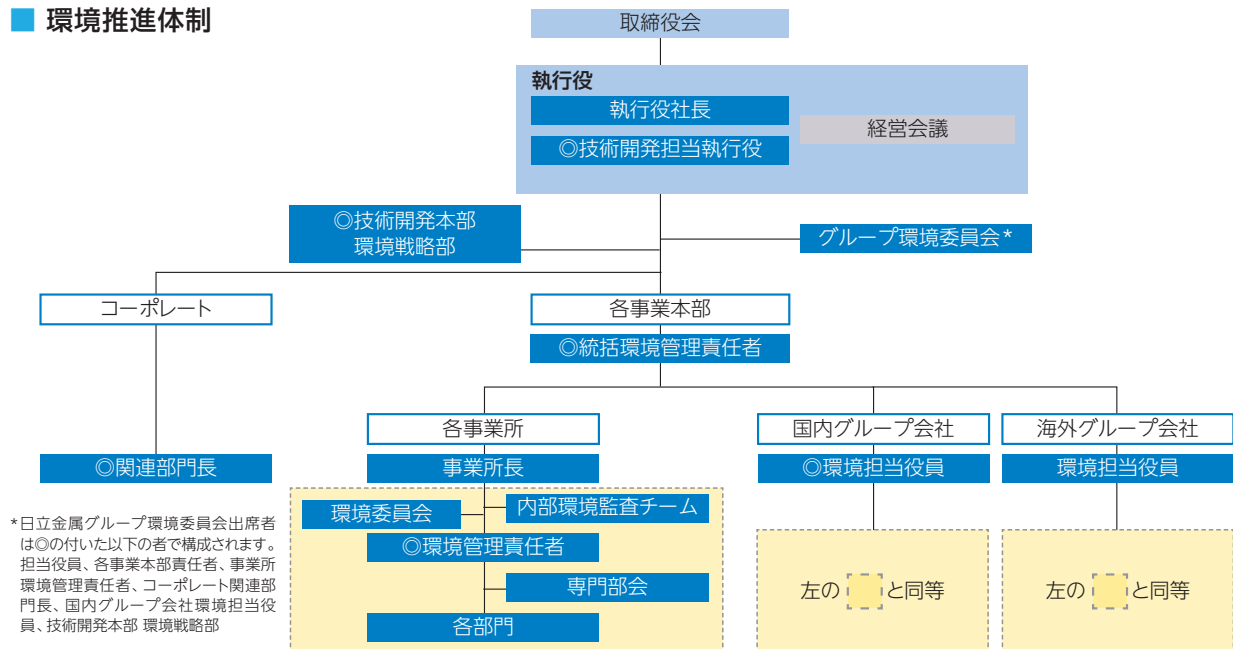 環境推進体制
取締役会
執行役
執行役社長
経営会議
◎技術開発担当執行役
◎技術開発本部
環境戦略部
グループ環境委員会*
コーポレート
各事業本部
◎統括環境管理責任者
各事業所
国内グループ会社
海外グループ会社
◎関連部門長
事業所長
◎環境担当役員
環境担当役員
環境委員会
内部環境監査チーム
◎環境管理責任者
専門部会
各部門
左の と同等
左の と同等
*日立金属グループ環境委員会出席者
は◎の付いた以下の者で構成されます。
担当役員、各事業本部責任者、事業所
環境管理責任者、コーポレート関連部
門長、国内グループ会社環境担当役
員、技術開発本部 環境戦略部